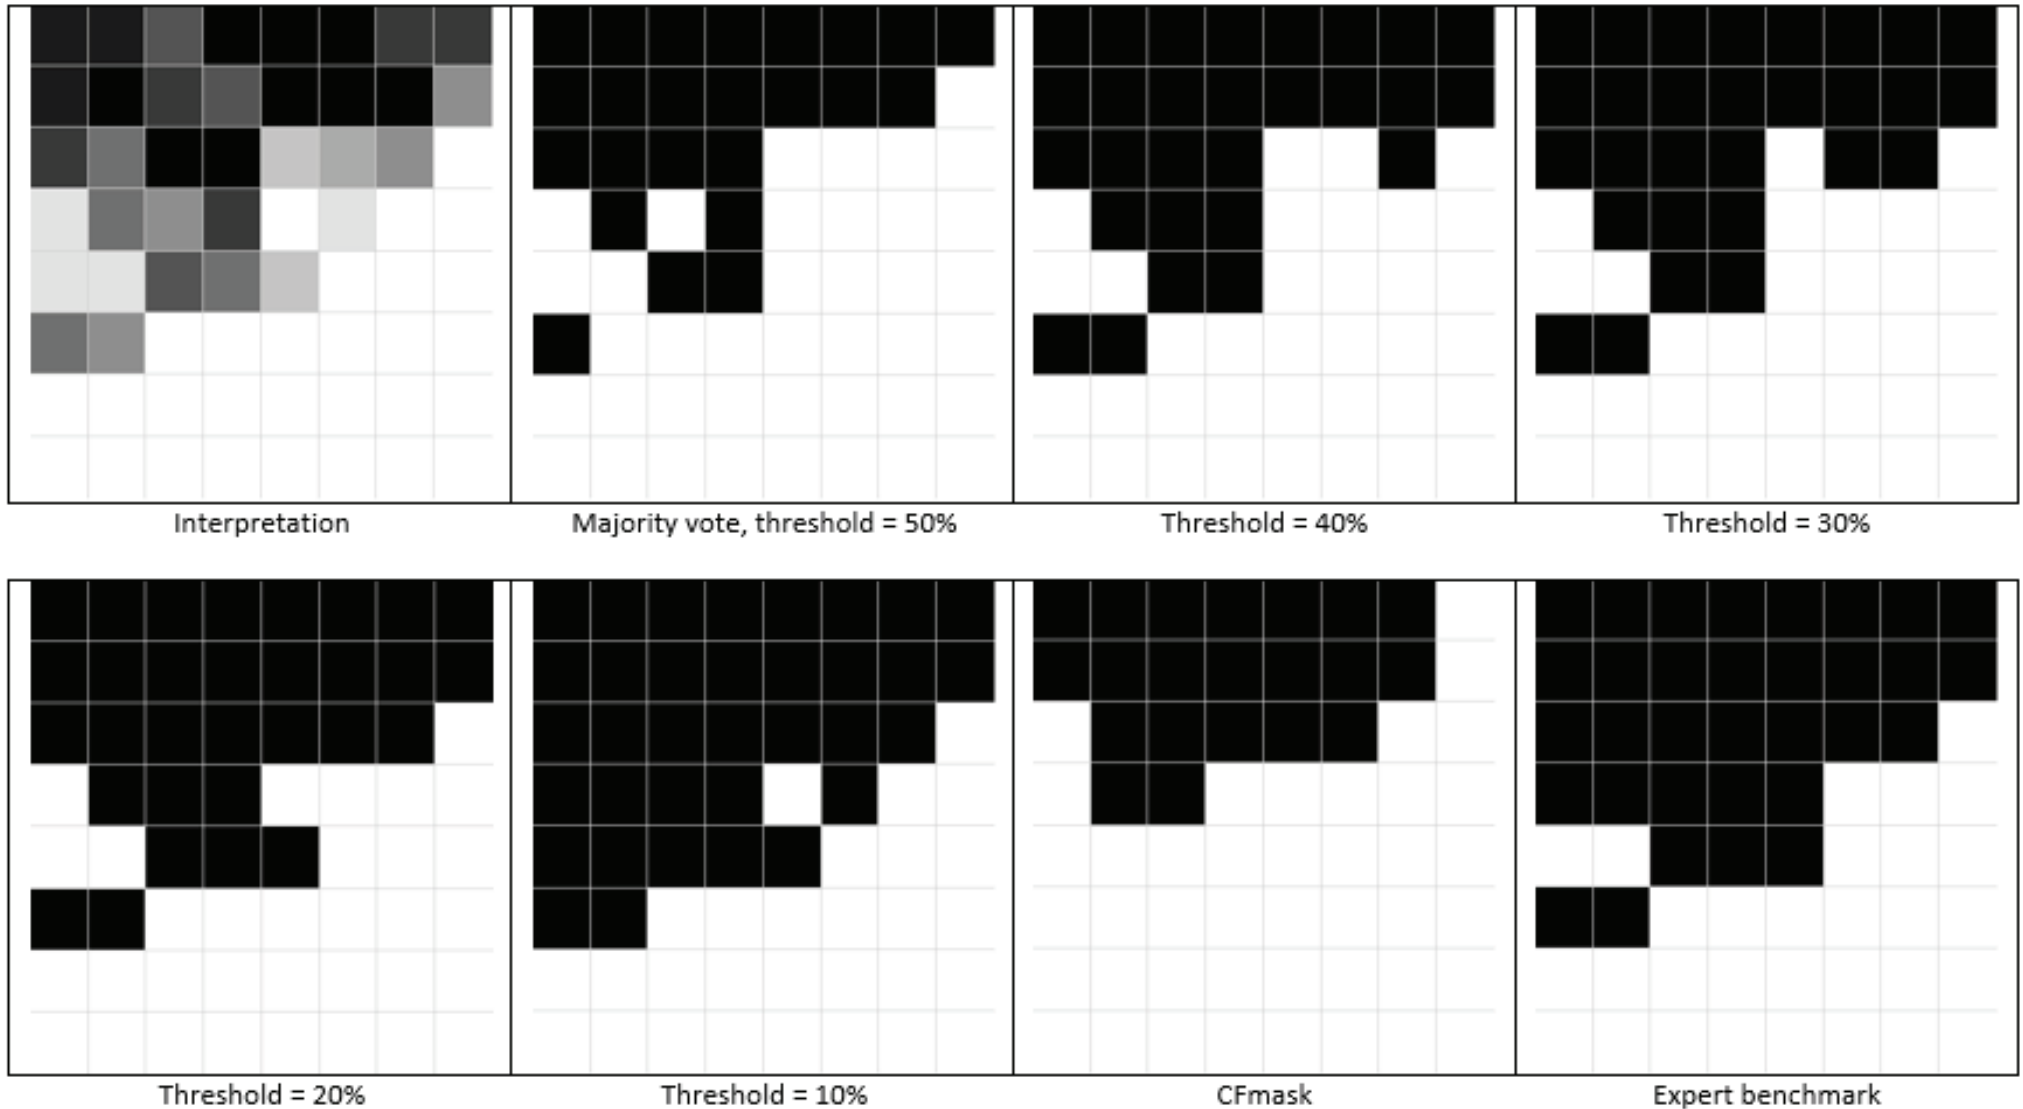 Interpretation
Majority vote, threshold = 50%
Threshold = 40%
Threshold = 30%
Threshold = 20%
Threshold = 10%
CFmask
Expert benchmark